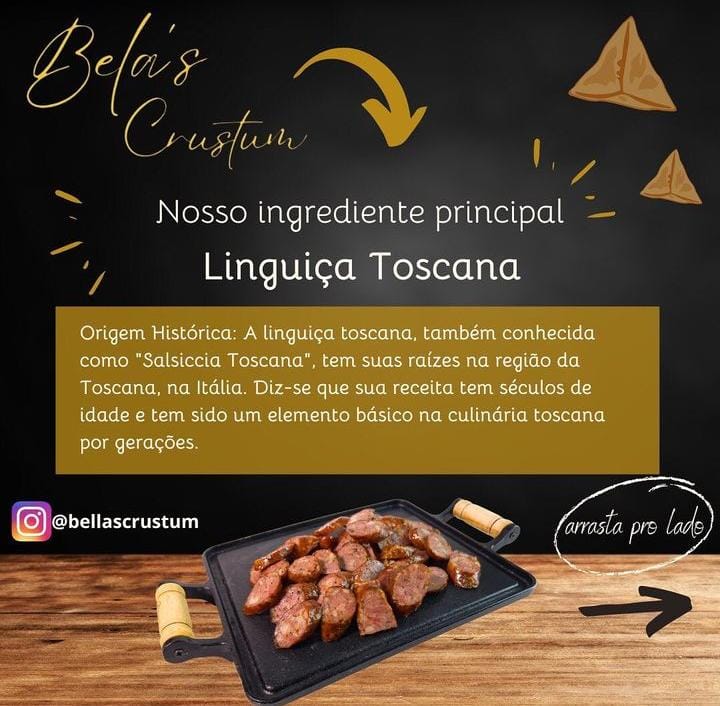 Bela's
Crustum
Nosso ingrediente principal
Linguiça Toscana
Origem Histórica: A linguiça toscana, também conhecida
como "Salsiccia Toscana", tem suas raízes na região da
Toscana, na Itália. Diz-se que sua receita tem séculos de
idade e tem sido um elemento básico na culinária toscana
por gerações.
@bellascrustum
arrasta pro lado